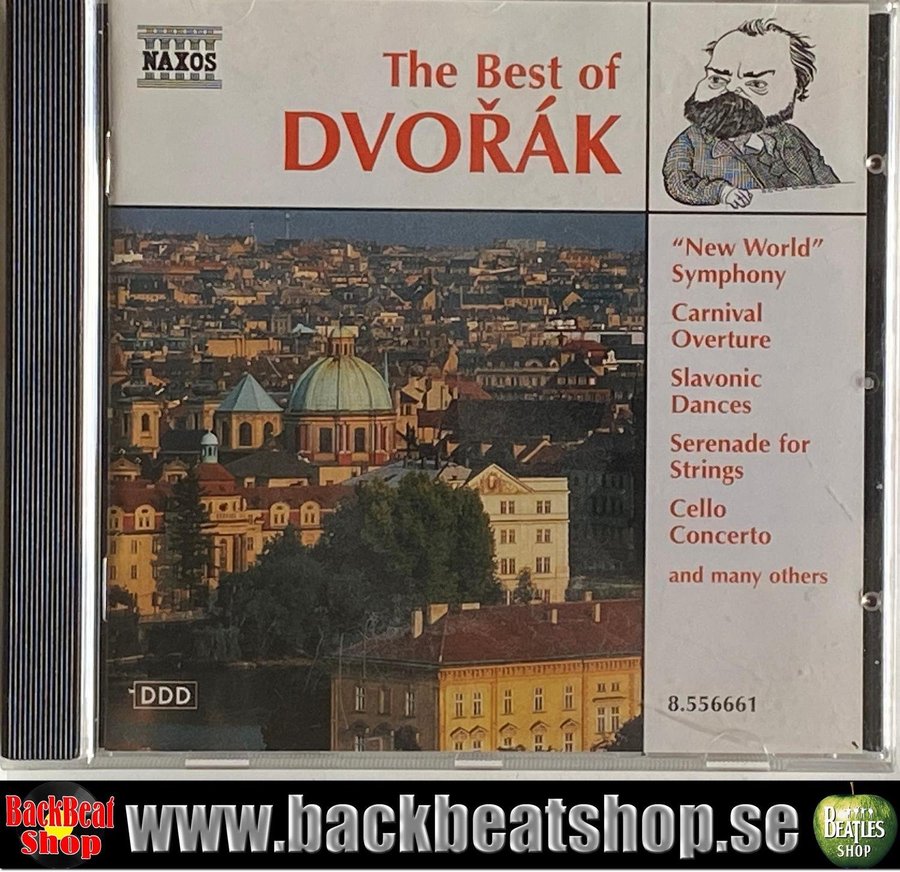 NAXOS
The Best of
DVOŘÁK
“New World”
Symphony
Carnival
Overture
Slavonic
Dances
Serenade for
Strings
Cello
Concerto
and many others
8.556661
DDD
BackBeat
Shop
www.backbeatshop.se
BEATLES
SHOP